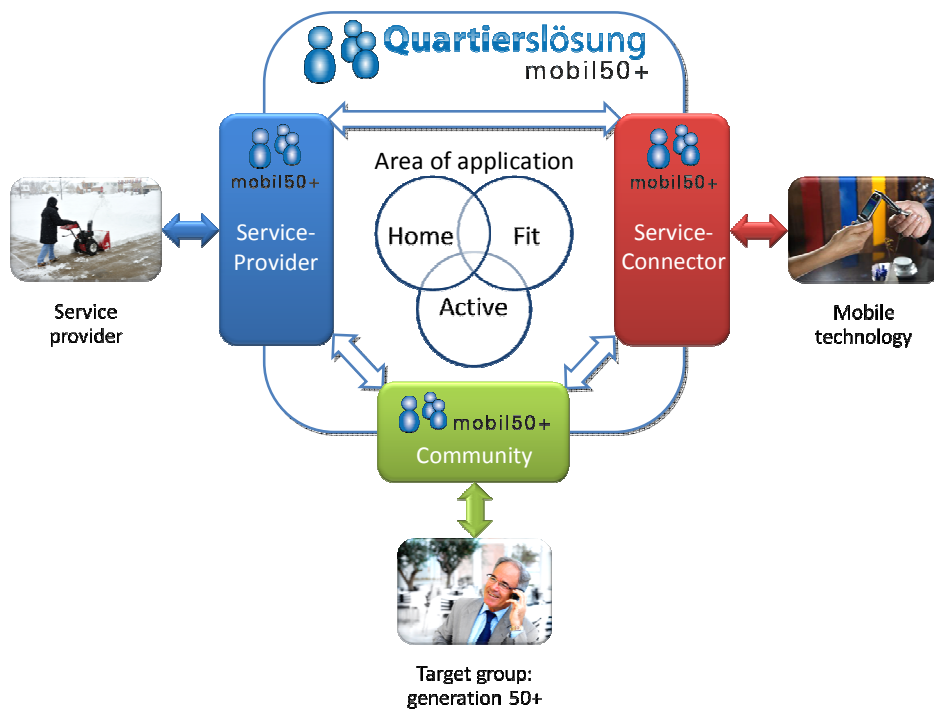 Quartierslösung
mobil50+
mobil50+
Service-
Provider
Area of application
Home
Fit
Active
mobil50+
Service-
Connector
Service
provider
Mobile
technology
mobil50+
Community
Target group:
generation 50+